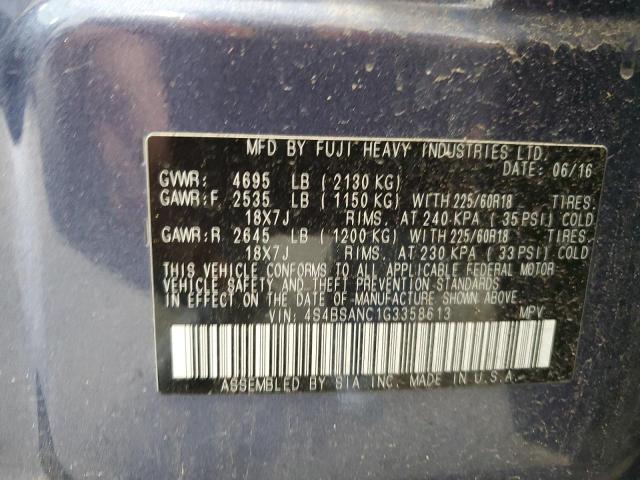 MFD BY FUJI HEAVY INDUSTRIES LTD.
DATE: 06/16
GVWR: 4695 LB (2130 KG)
GAWR:F 2535 LB (1150 KG) WITH 225/60R18 TIRES.
18X7J RIMS. AT 240 KPA (35 PSI) COLD
GAWR:R 2645 LB (1200 KG) WITH 225/60R18 TIRES.
18X7J RIMS. AT 230 KPA (33 PSI) COLD
THIS VEHICLE CONFORMS TO ALL APPLICABLE FEDERAL MOTOR
VEHICLE SAFETY AND THEFT PREVENTION STANDARDS
IN EFFECT ON THE DATE OF MANUFACTURE SHOWN ABOVE.
VIN: 4S4BSANC1G3358613 MPV
ASSEMBLED BY SIA INC. MADE IN U.S.A.